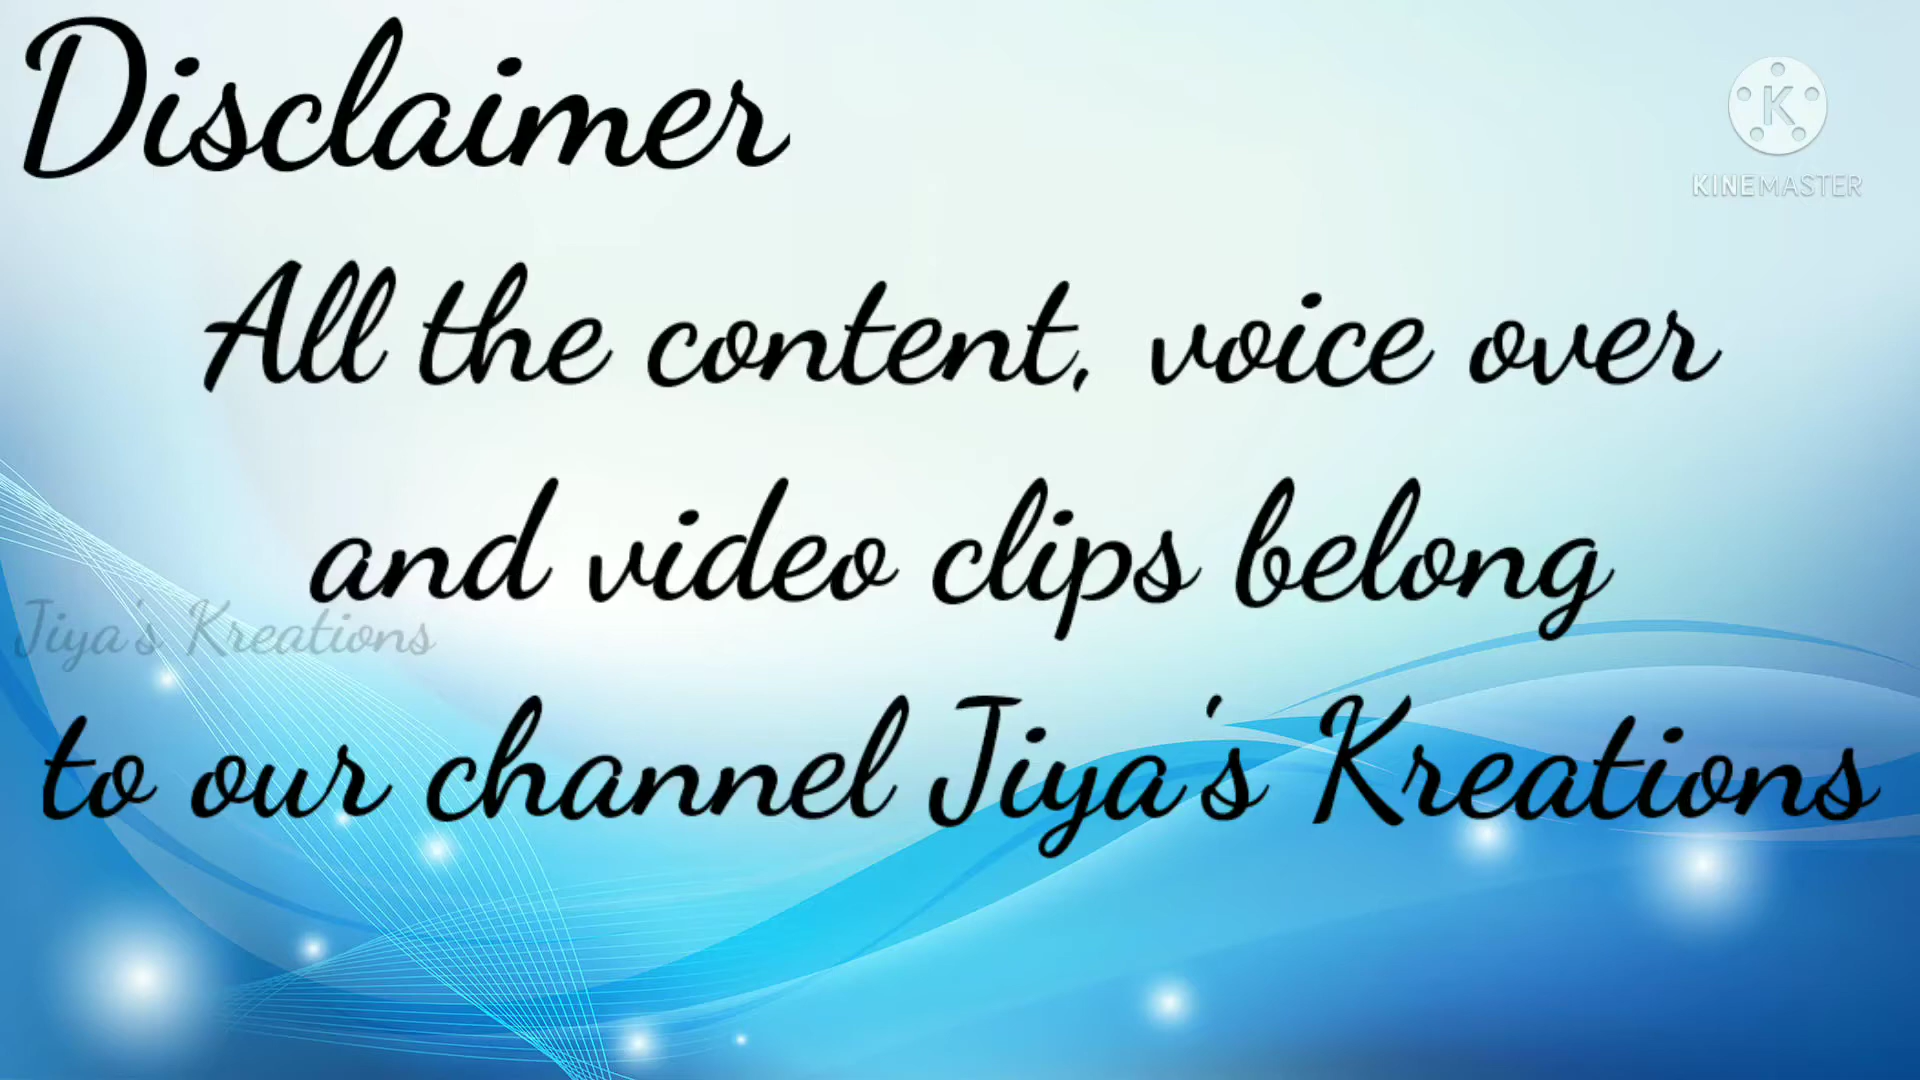 Disclaimer
K
KINEMASTER
All the content, voice over
and video clips belong
Jiya's Kreations
to our channel Jiya's Kreations